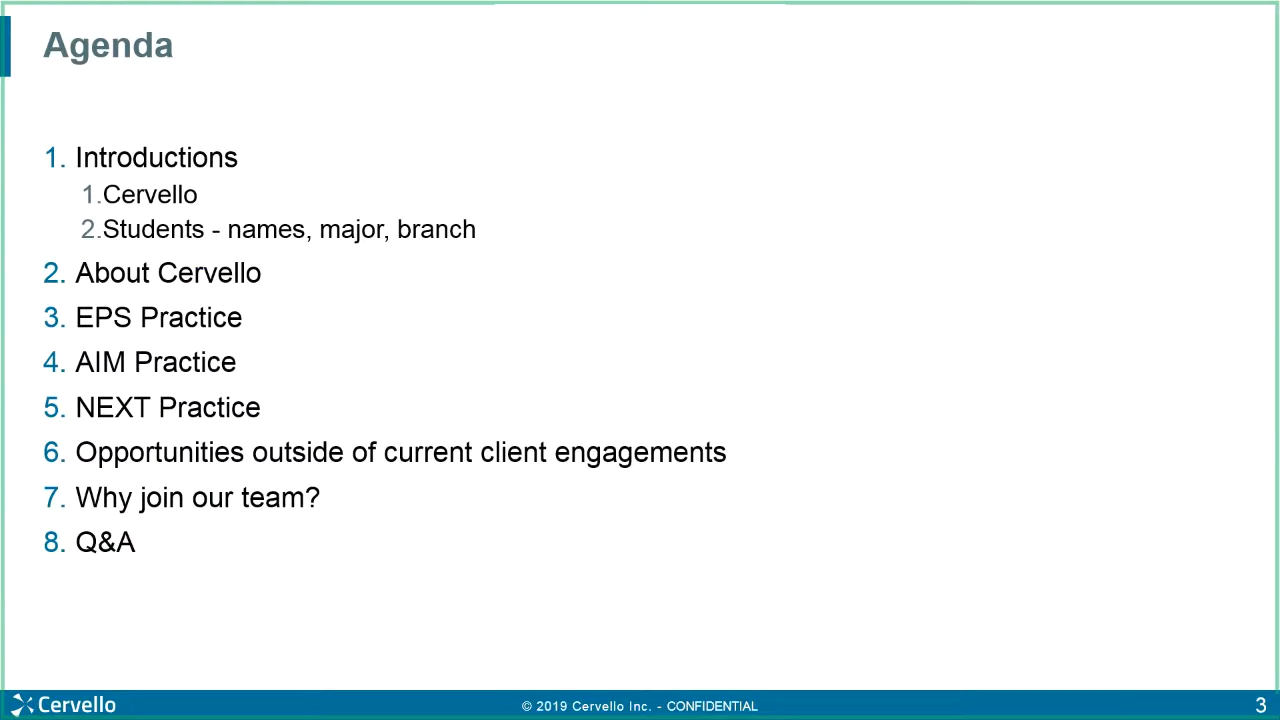 Agenda
1. Introductions
1.Cervello
2.Students - names, major, branch
2. About Cervello
3. EPS Practice
4. AIM Practice
5. NEXT Practice
6. Opportunities outside of current client engagements
7. Why join our team?
8. Q&A
Cervello
© 2019 Cervello Inc. - CONFIDENTIAL
3